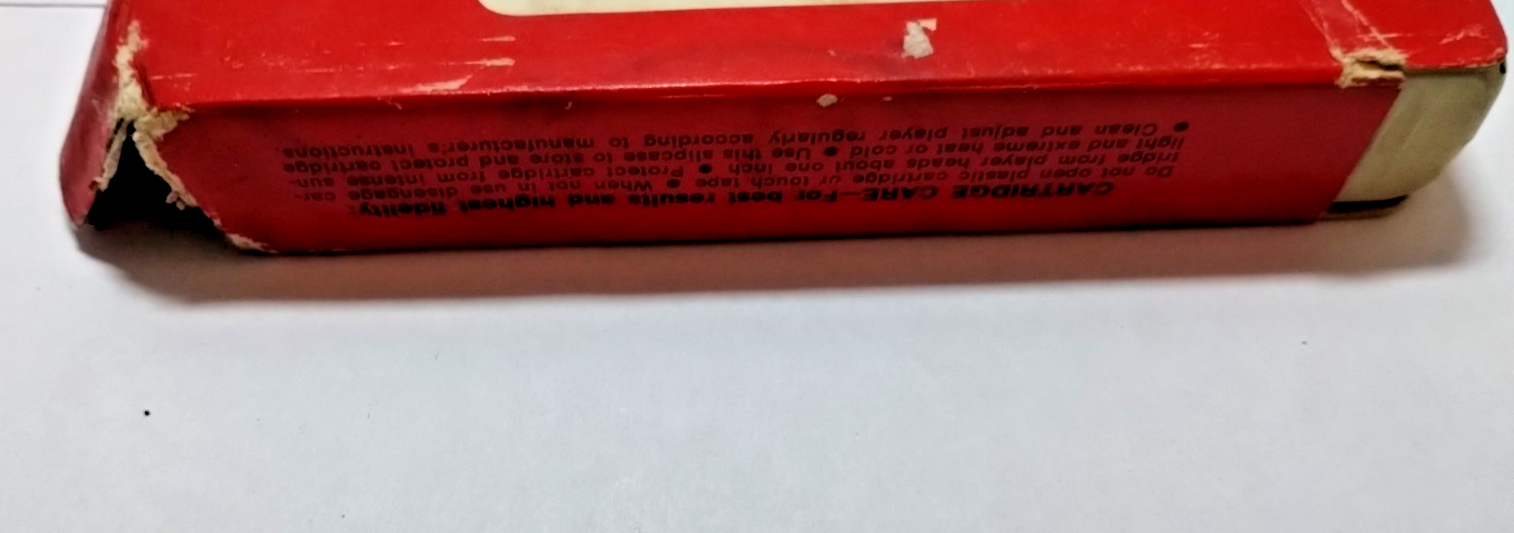 CARTRIDGE CARE—For best results and highest fidelity:
Do not open plastic cartridge or touch tape ● When not in use disengage car-
tridge from player heads about one inch ● Protect cartridge from intense sun-
light and extreme heat or cold ● Use this slipcase to store and protect cartridge
● Clean and adjust player regularly according to manufacturer's instructions.